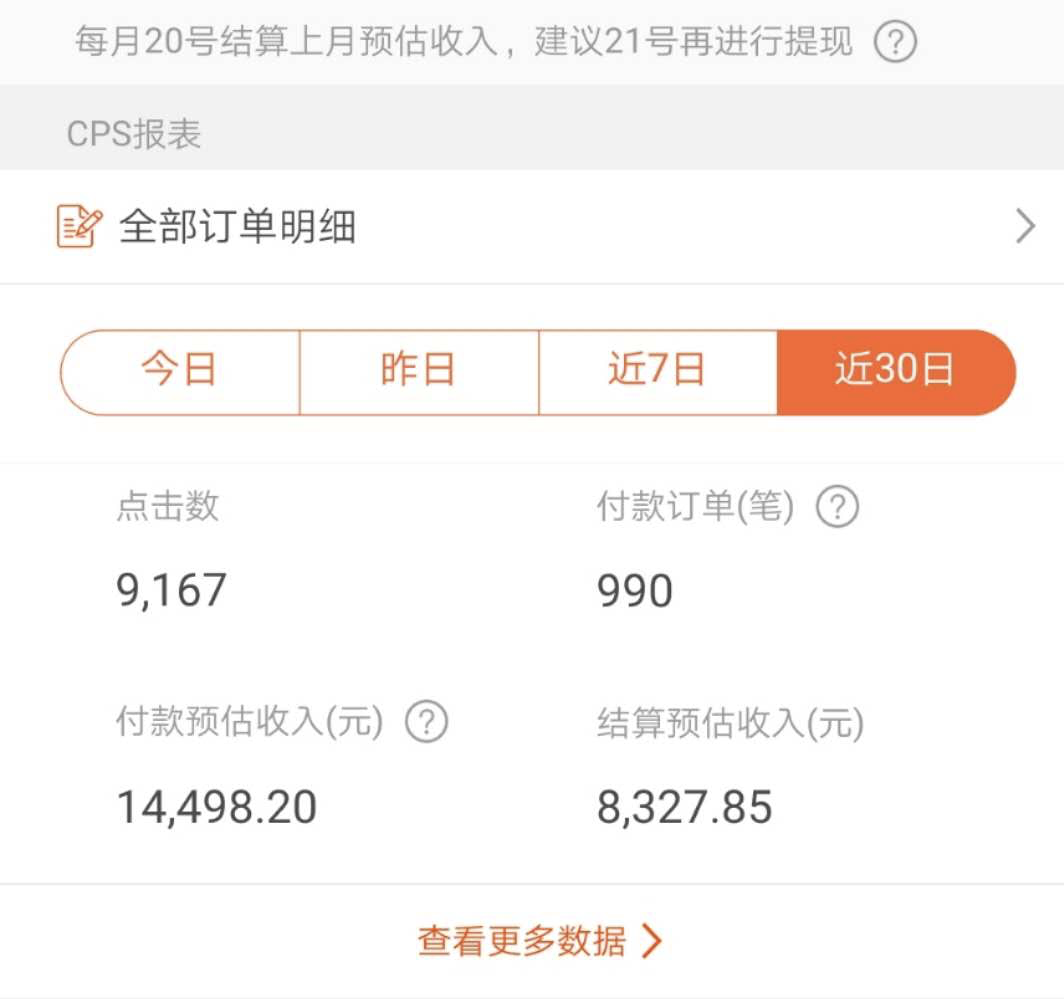 每月20号结算上月预估收入，建议21号再进行提现 ?
CPS报表
全部订单明细
今日 昨日 近7日 近30日
点击数 付款订单(笔) ?
9,167 990
付款预估收入(元) ? 结算预估收入(元)
14,498.20 8,327.85
查看更多数据